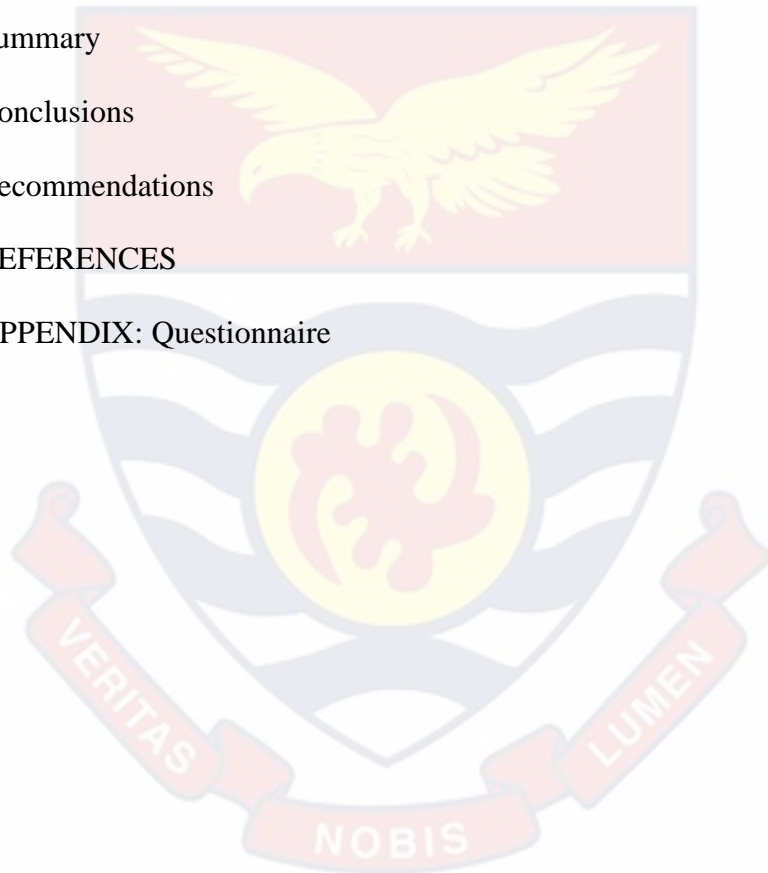 ummary
onclusions
ecommendations
EFERENCES
PPENDIX: Questionnaire
VERITAS
NOBIS
LUMEN